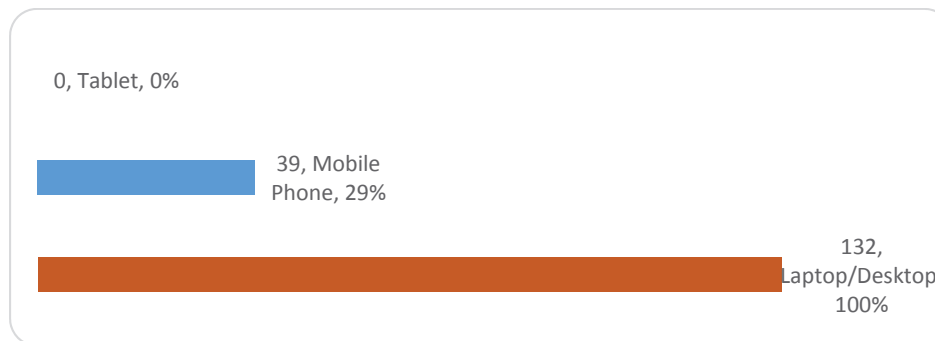 0, Tablet, 0%
39, Mobile
Phone, 29%
132,
Laptop/Desktop
100%